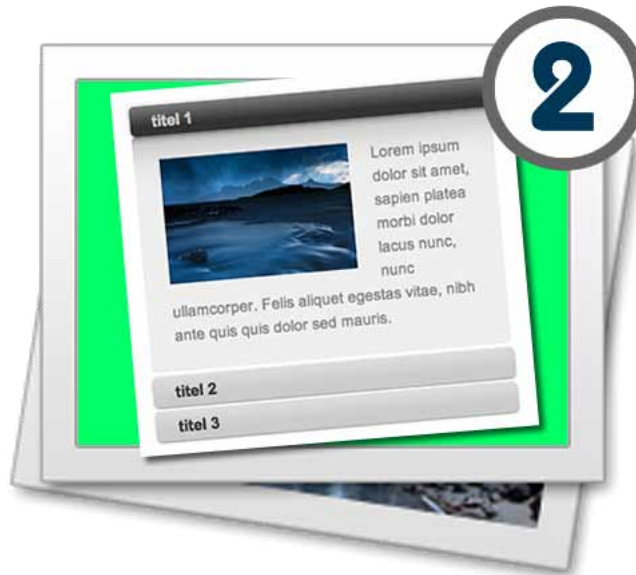 2
titel 1
Lorem ipsum
dolor sit amet,
sapien platea
morbi dolor
lacus nunc,
nunc
ullamcorper. Felis aliquet egestas vitae, nibh
ante quis quis dolor sed mauris.
titel 2
titel 3